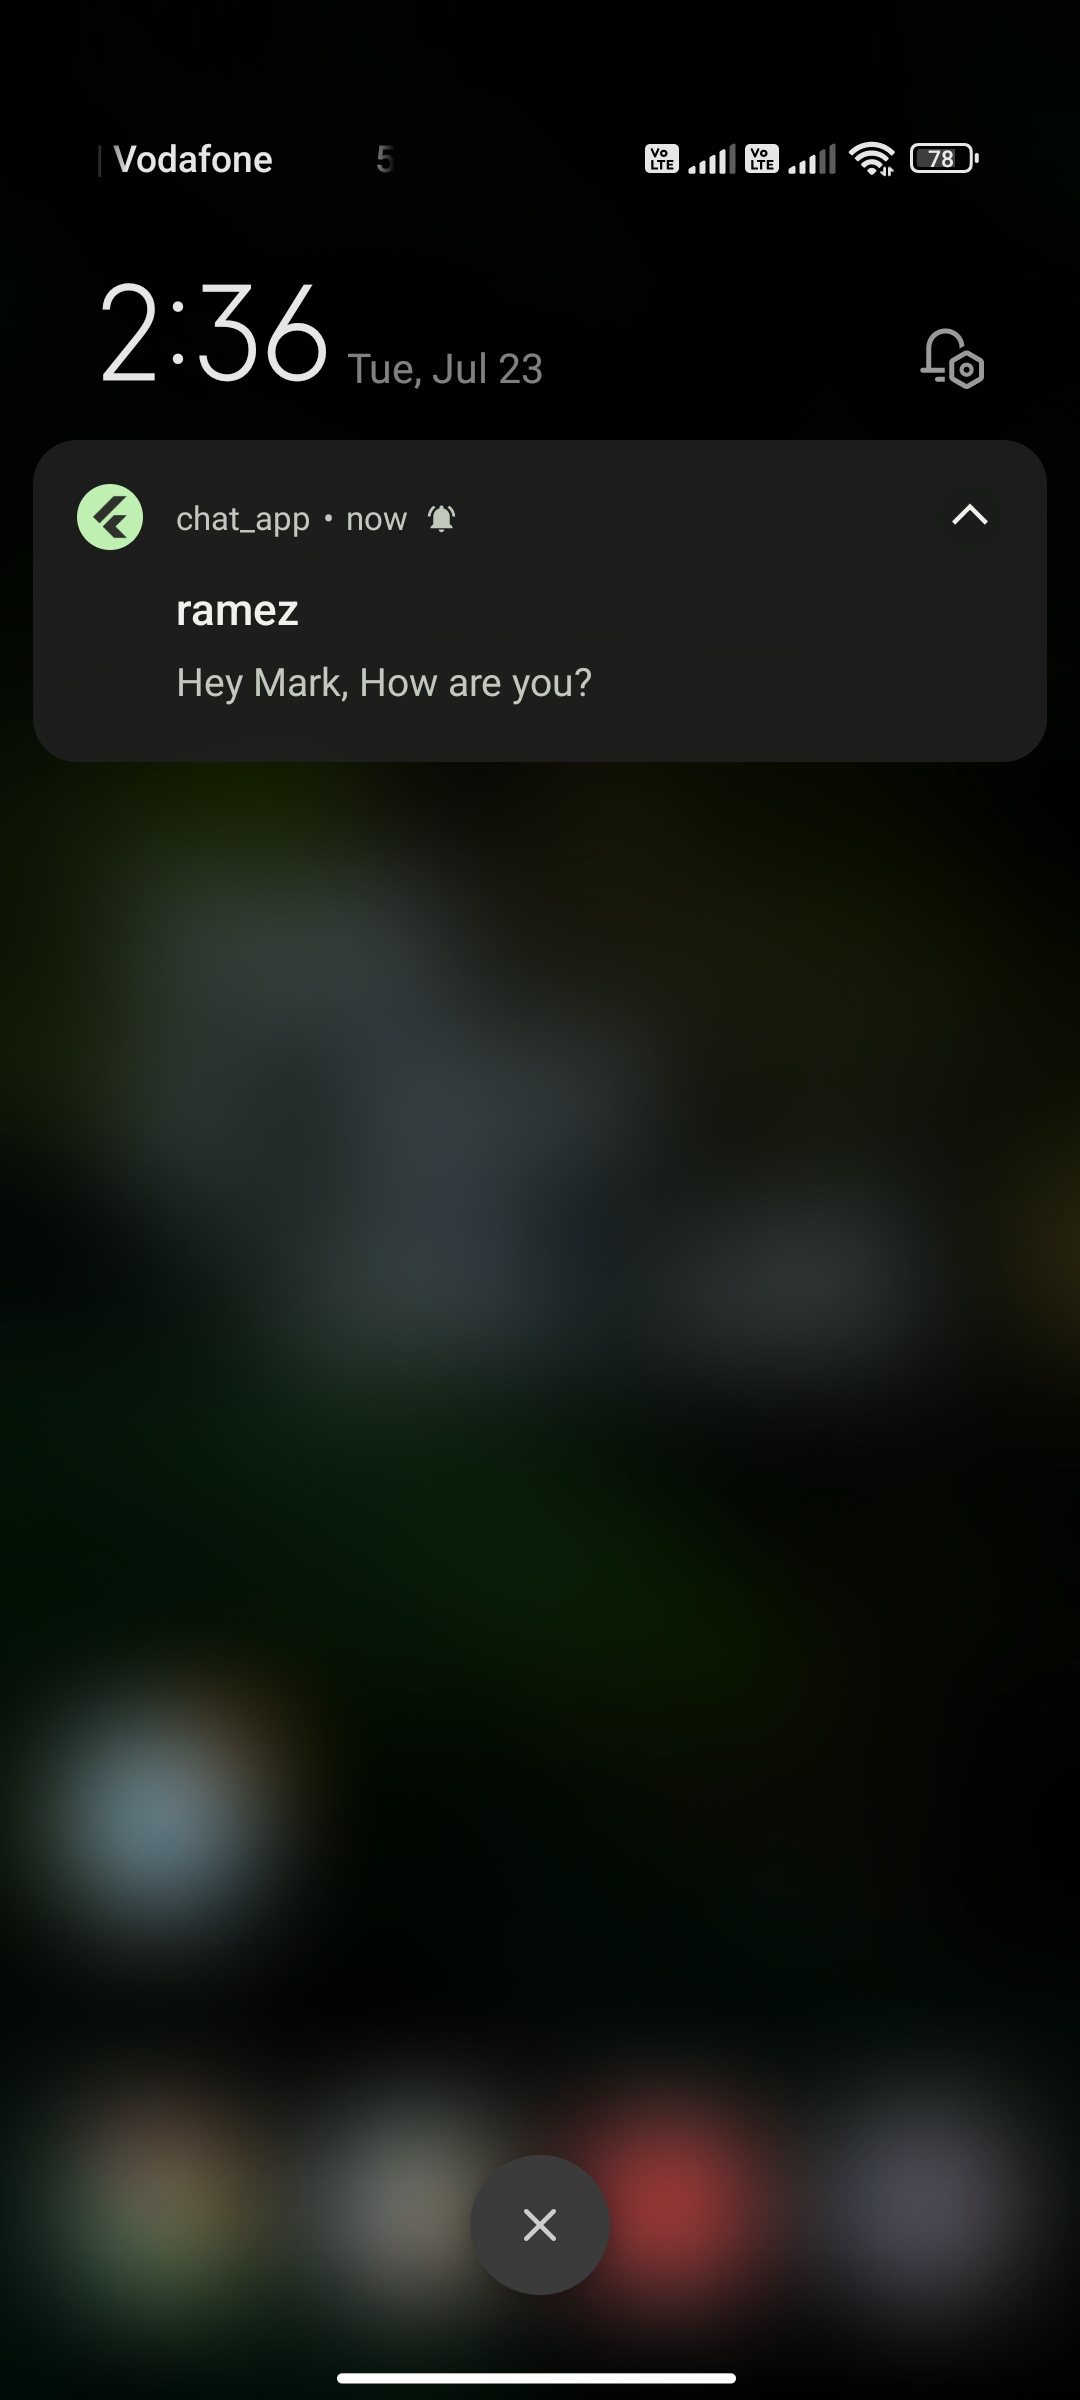 | Vodafone 5
Vo LTE Vo LTE 78
2:36 Tue, Jul 23
chat_app • now
ramez
Hey Mark, How are you?